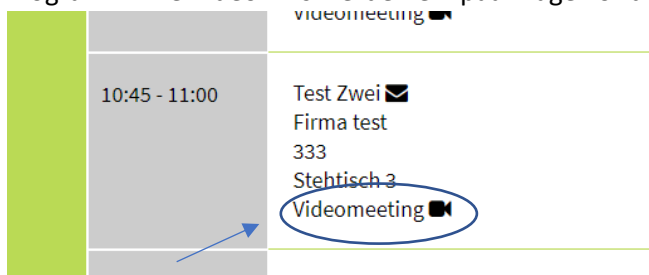 Videomeeting
10:45 - 11:00
Test Zwei
Firma test
333
Stehtisch 3
Videomeeting